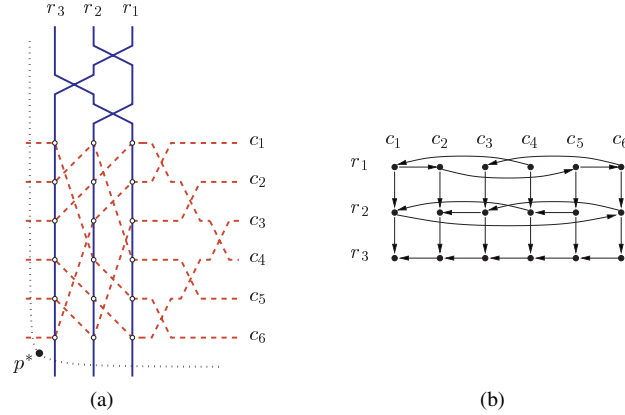 r₃ r₂ r₁
c₁
c₂
c₃
c₄
c₅
c₆
p*
(a)
c₁ c₂ c₃ c₄ c₅ c₆
r₁
r₂
r₃
(b)